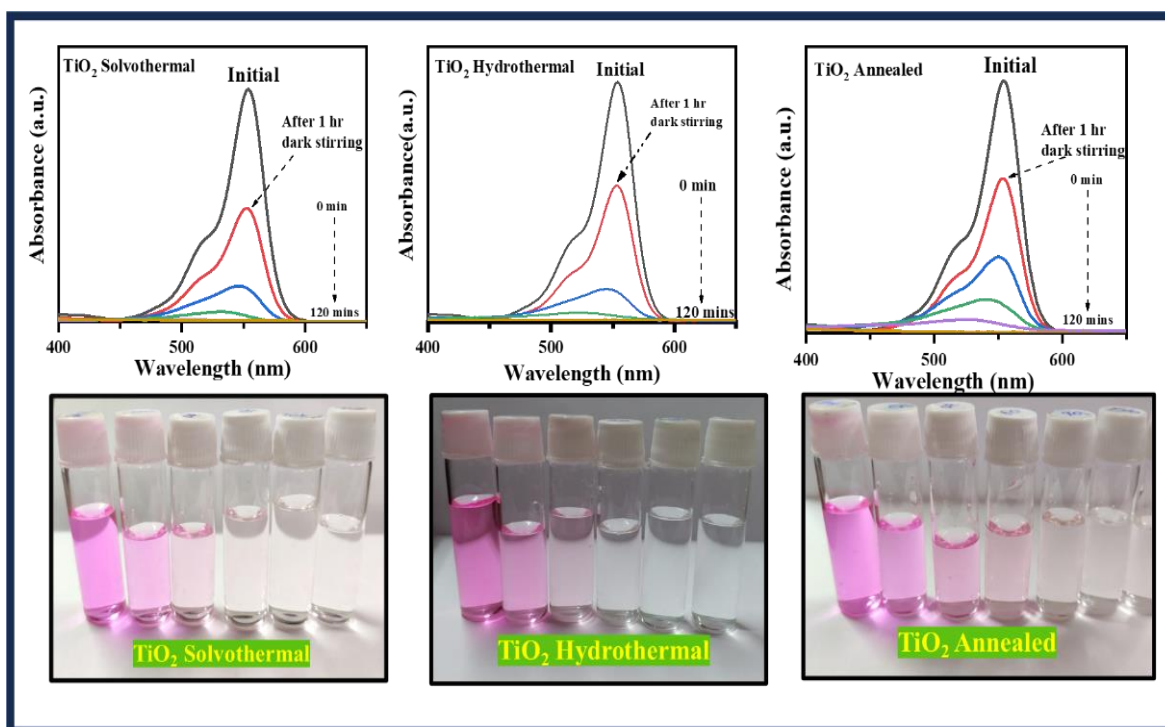 TiO₂ Solvothermal
Initial
After 1 hr
dark stirring
0 min
120 mins
Absorbance (a.u.)
400
500
600
Wavelength (nm)
TiO₂ Hydrothermal
Initial
After 1 hr
dark stirring
0 min
120 mins
Absorbance(a.u.)
400
500
600
Wavelength (nm)
TiO₂ Annealed
Initial
After 1 hr
dark stirring
0 min
120 mins
Absorbance (a.u.)
400
500
600
Wavelength (nm)
TiO₂ Solvothermal
TiO₂ Hydrothermal
TiO₂ Annealed